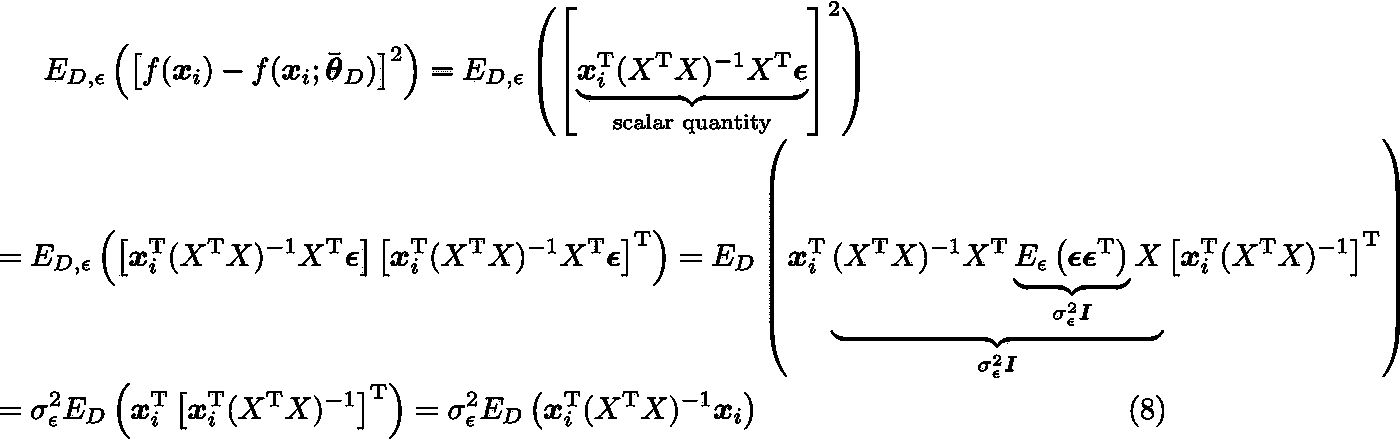 $E_{D,\epsilon}\left(\left[f(\boldsymbol{x}_i) - f(\boldsymbol{x}_i; \bar{\boldsymbol{\theta}}_D)\right]^2\right) = E_{D,\epsilon}\left(\left[\underbrace{\boldsymbol{x}_i^{\mathrm{T}}(X^{\mathrm{T}}X)^{-1}X^{\mathrm{T}}\boldsymbol{\epsilon}}_{\text{scalar quantity}}\right]^2\right)$
$= E_{D,\epsilon}\left(\left[\boldsymbol{x}_i^{\mathrm{T}}(X^{\mathrm{T}}X)^{-1}X^{\mathrm{T}}\boldsymbol{\epsilon}\right]\left[\boldsymbol{x}_i^{\mathrm{T}}(X^{\mathrm{T}}X)^{-1}X^{\mathrm{T}}\boldsymbol{\epsilon}\right]^{\mathrm{T}}\right) = E_D\left(\boldsymbol{x}_i^{\mathrm{T}}\underbrace{(X^{\mathrm{T}}X)^{-1}X^{\mathrm{T}}\underbrace{E_\epsilon\left(\boldsymbol{\epsilon}\boldsymbol{\epsilon}^{\mathrm{T}}\right)}_{\sigma_\epsilon^2 \boldsymbol{I}}X}_{\sigma_\epsilon^2 \boldsymbol{I}}\left[\boldsymbol{x}_i^{\mathrm{T}}(X^{\mathrm{T}}X)^{-1}\right]^{\mathrm{T}}\right)$
$= \sigma_\epsilon^2 E_D\left(\boldsymbol{x}_i^{\mathrm{T}}\left[\boldsymbol{x}_i^{\mathrm{T}}(X^{\mathrm{T}}X)^{-1}\right]^{\mathrm{T}}\right) = \sigma_\epsilon^2 E_D\left(\boldsymbol{x}_i^{\mathrm{T}}(X^{\mathrm{T}}X)^{-1}\boldsymbol{x}_i\right) \quad (8)$